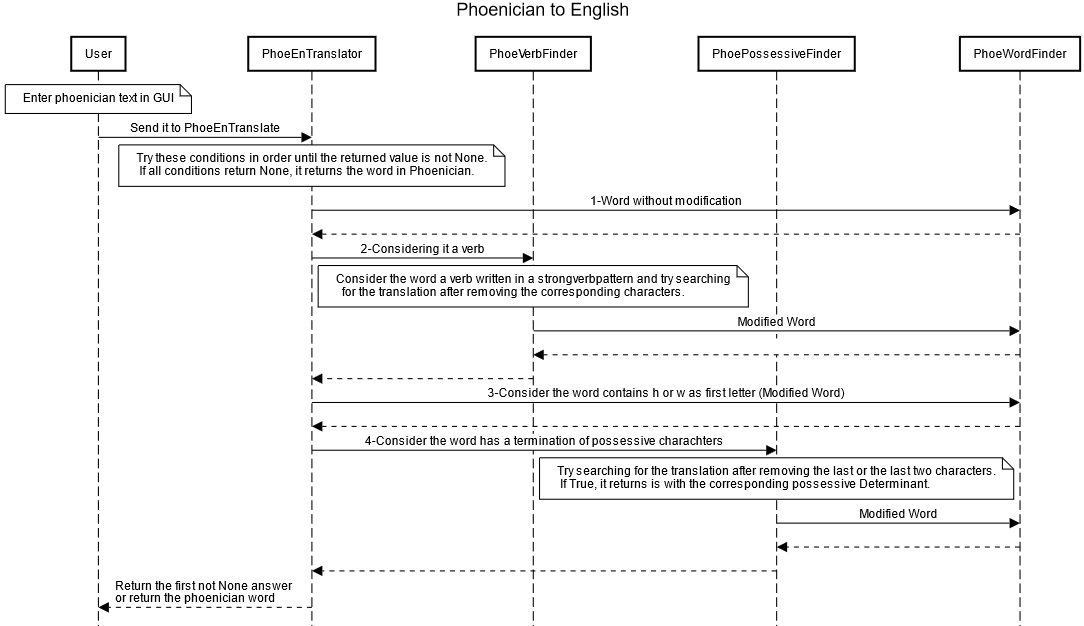 Phoenician to English
User
PhoeEnTranslator
PhoeVerbFinder
PhoePossessiveFinder
PhoeWordFinder
Enter phoenician text in GUI
Send it to PhoeEnTranslate
Try these conditions in order until the returned value is not None.
If all conditions return None, it returns the word in Phoenician.
1-Word without modification
2-Considering it a verb
Consider the word a verb written in a strongverbpattern and try searching
for the translation after removing the corresponding characters.
Modified Word
3-Consider the word contains h or w as first letter (Modified Word)
4-Consider the word has a termination of possessive charachters
Try searching for the translation after removing the last or the last two characters.
If True, it returns is with the corresponding possessive Determinant.
Modified Word
Return the first not None answer
or return the phoenician word